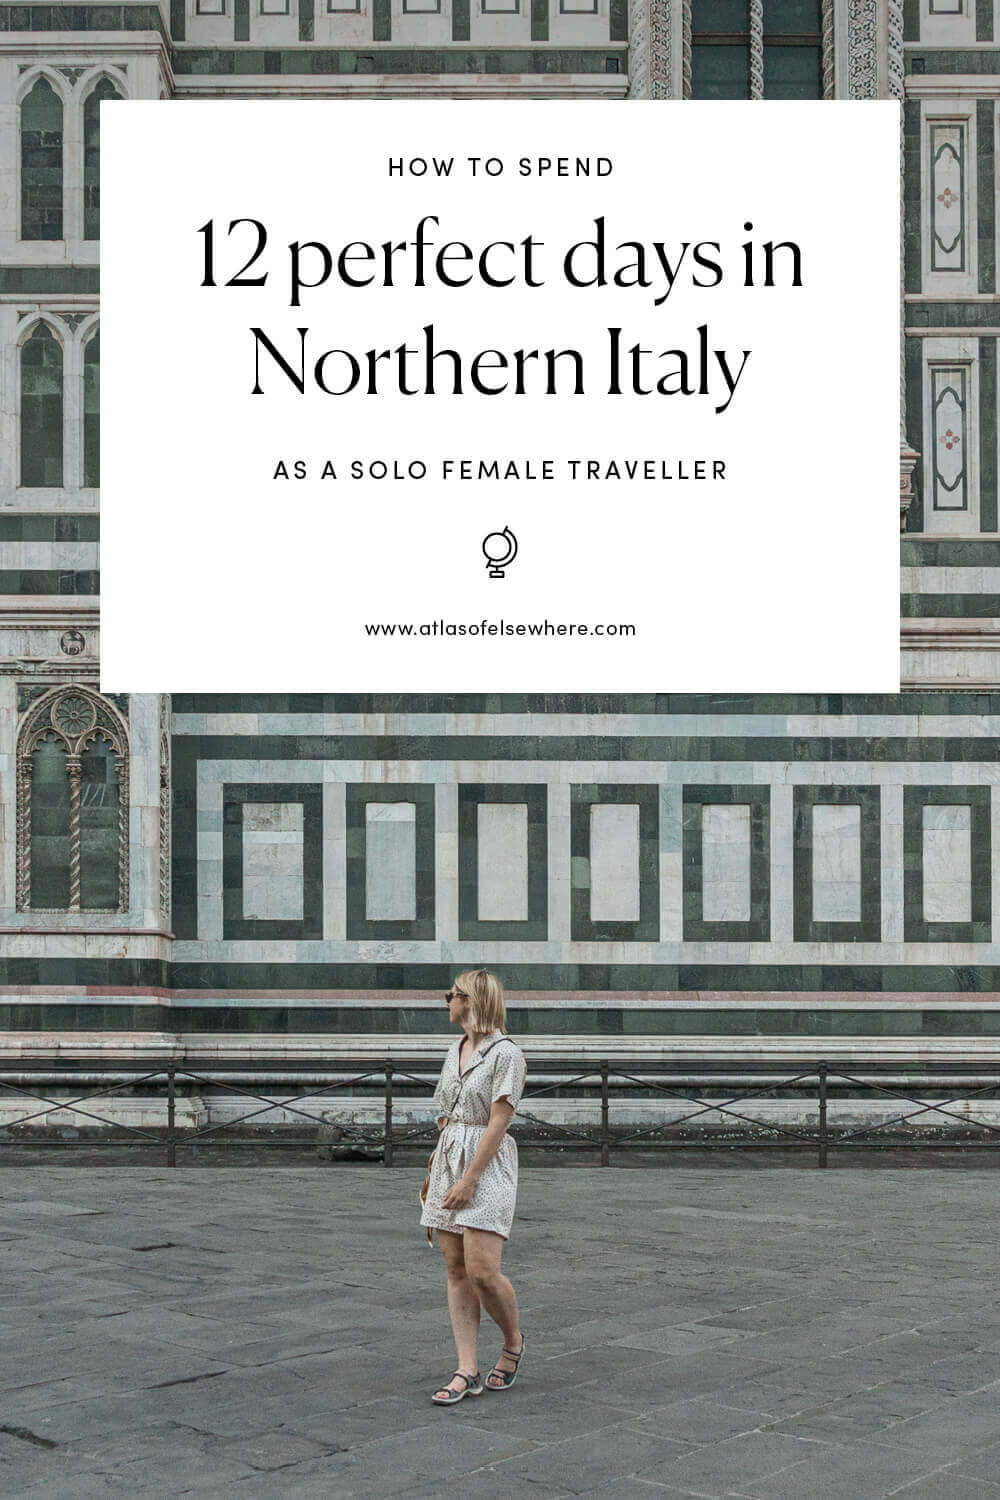 HOW TO SPEND
12 perfect days in
Northern Italy
AS A SOLO FEMALE TRAVELLER
www.atlasofelsewhere.com